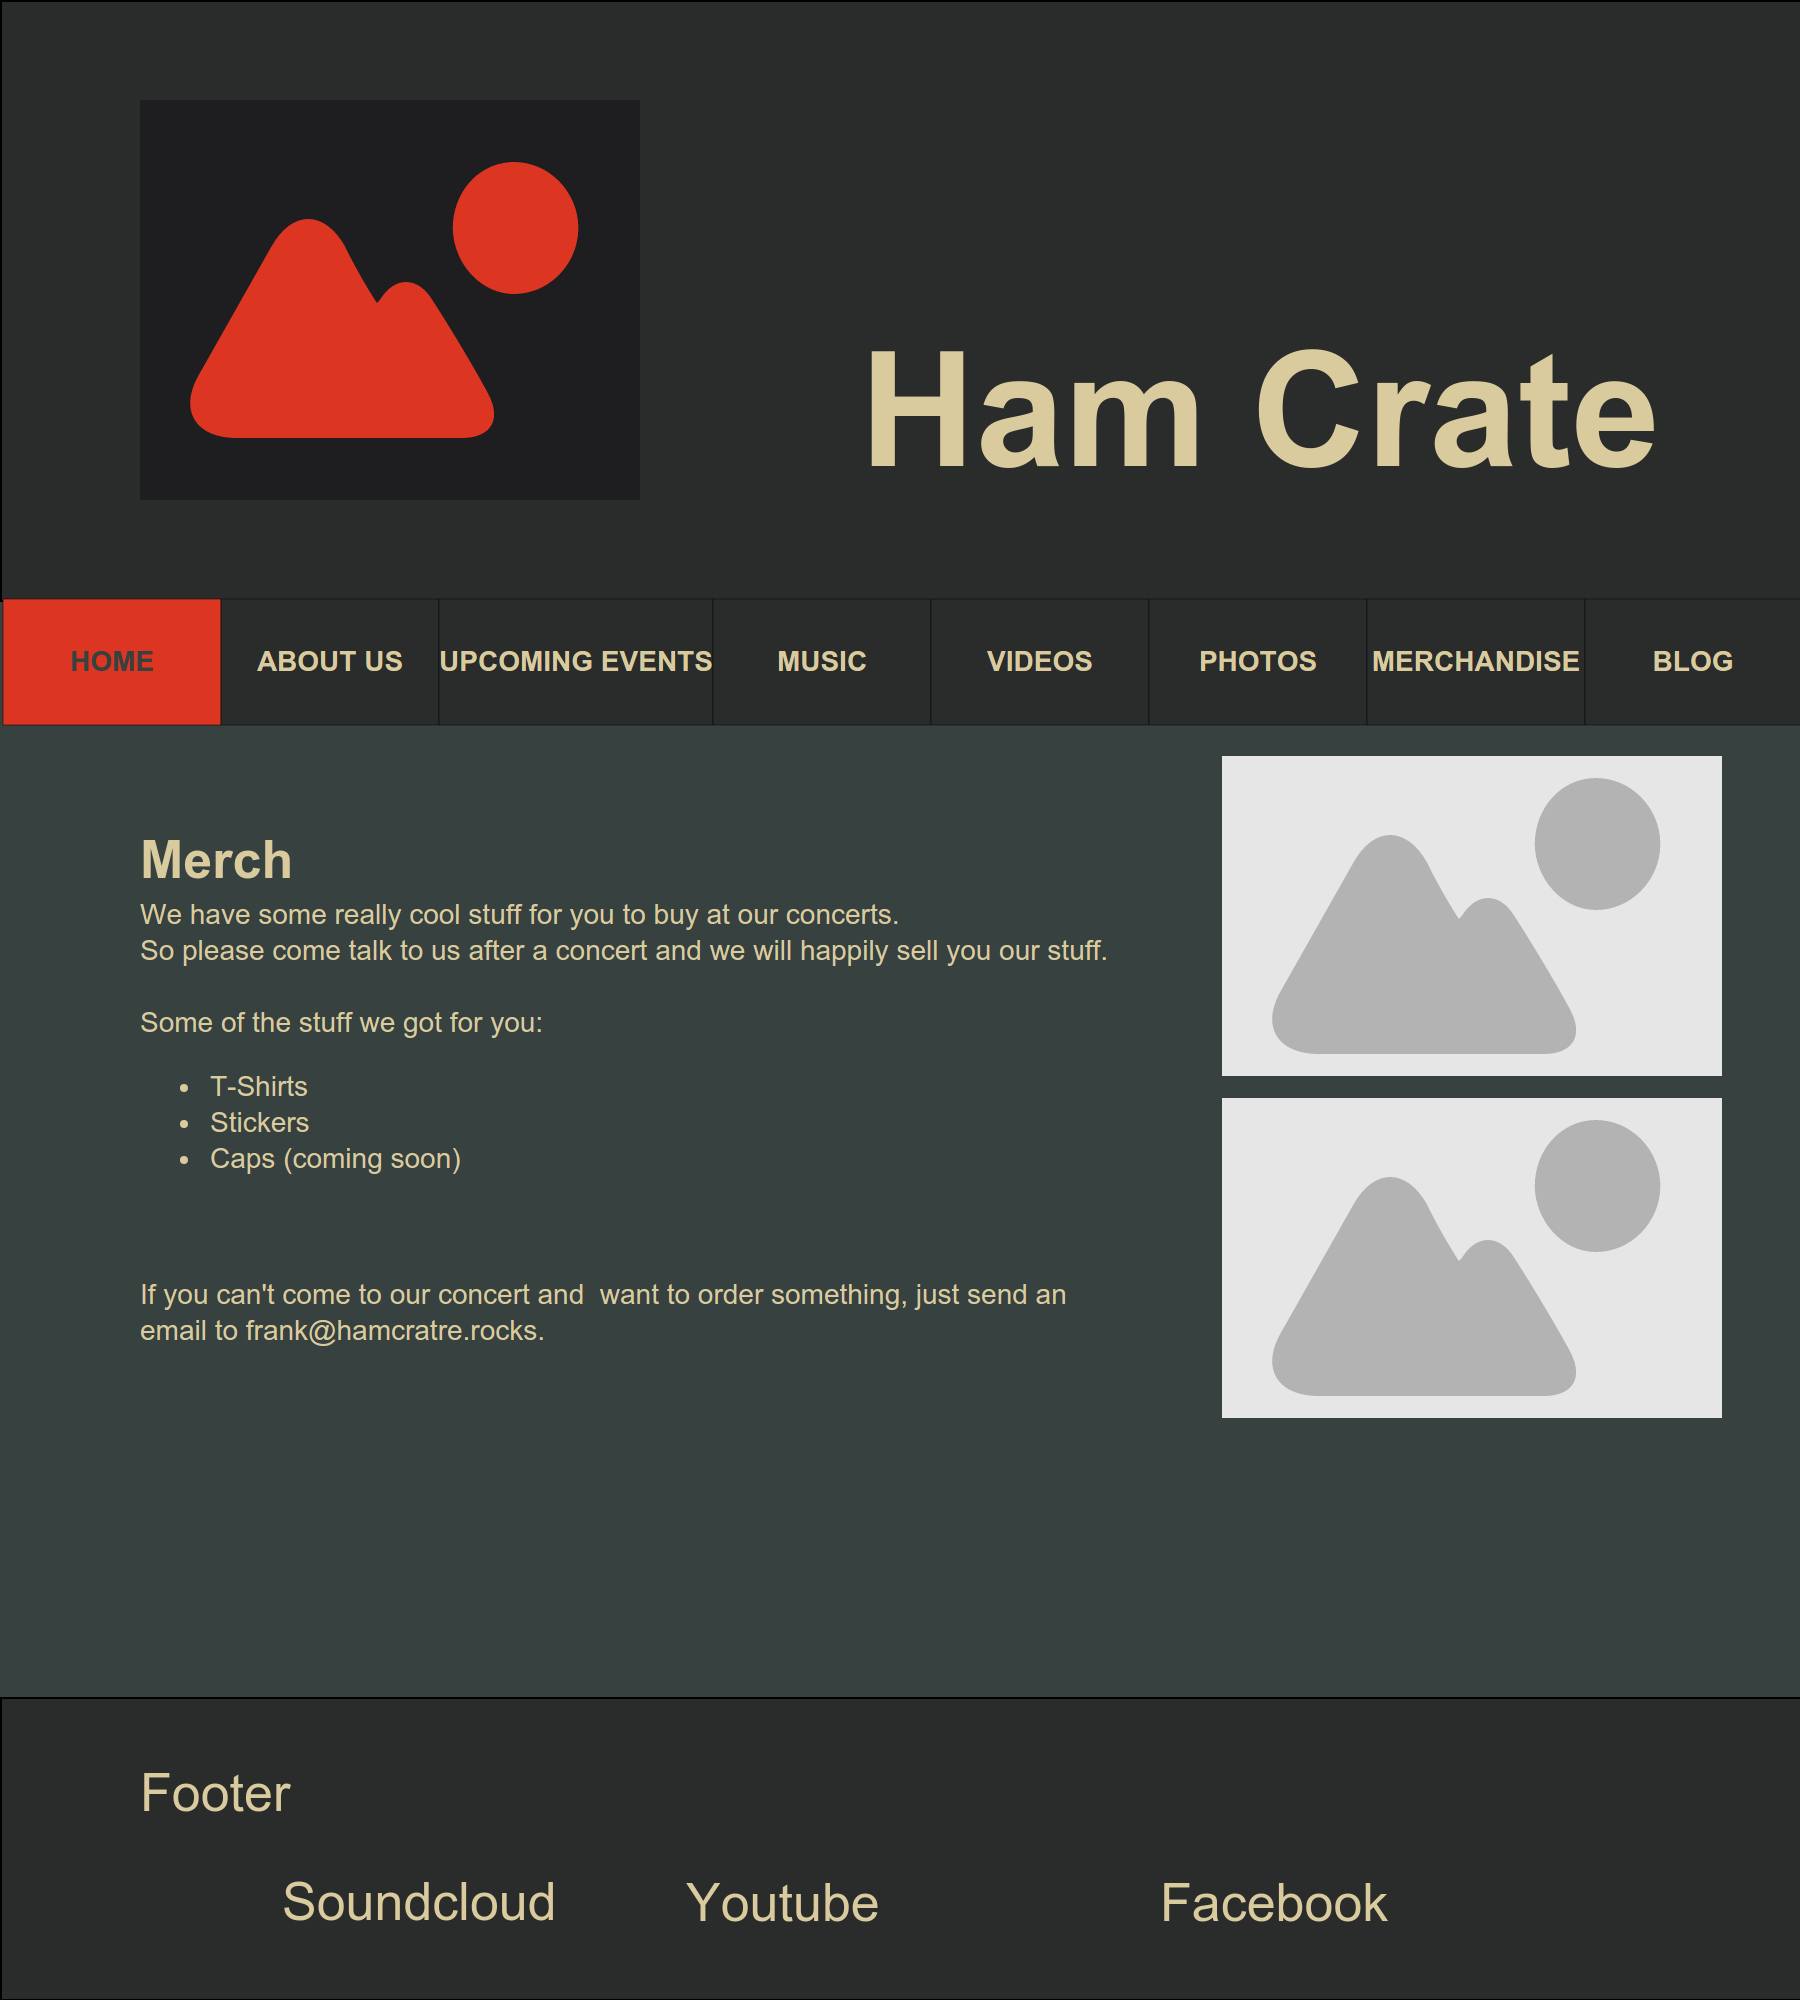 Ham Crate
HOME ABOUT US UPCOMING EVENTS MUSIC VIDEOS PHOTOS MERCHANDISE BLOG
Merch
We have some really cool stuff for you to buy at our concerts.
So please come talk to us after a concert and we will happily sell you our stuff.
Some of the stuff we got for you:
• T-Shirts
• Stickers
• Caps (coming soon)
If you can't come to our concert and  want to order something, just send an
email to frank@hamcratre.rocks.
Footer
Soundcloud Youtube Facebook